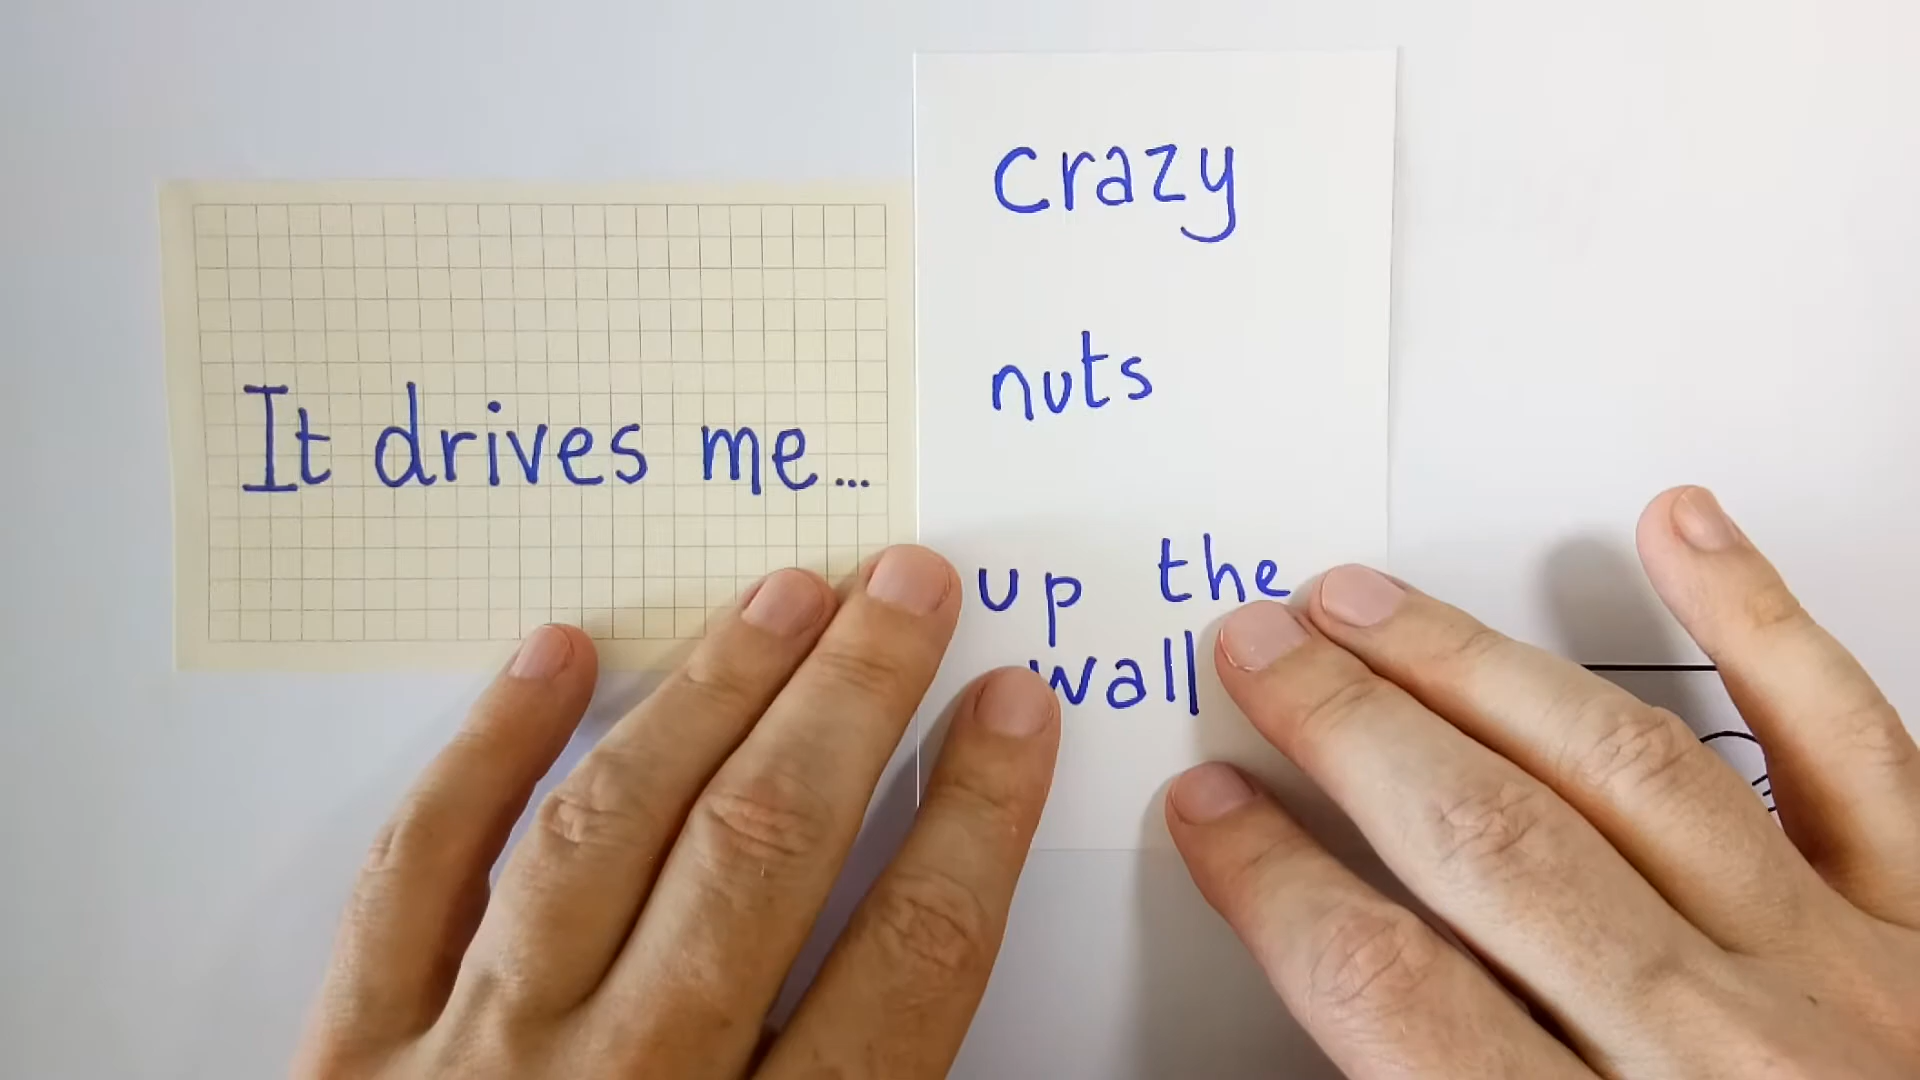 It drives me...
crazy
nuts
up the
wall